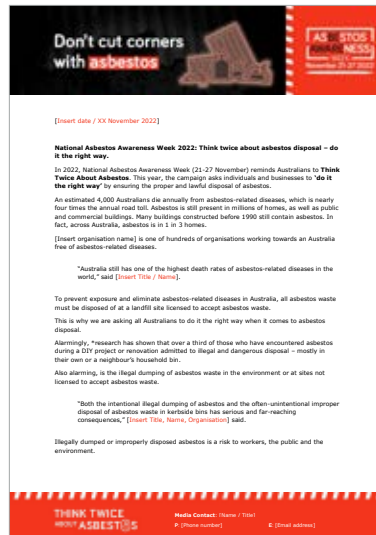 Don't cut corners
with asbestos
ASBESTOS
AWARENESS
WEEK
November 21-27 2022
[Insert date / XX November 2022]
National Asbestos Awareness Week 2022: Think twice about asbestos disposal – do
it the right way.
In 2022, National Asbestos Awareness Week (21-27 November) reminds Australians to Think
Twice About Asbestos. This year, the campaign asks individuals and businesses to 'do it
the right way' by ensuring the proper and lawful disposal of asbestos.
An estimated 4,000 Australians die annually from asbestos-related diseases, which is nearly
four times the annual road toll. Asbestos is still present in millions of homes, as well as public
and commercial buildings. Many buildings constructed before 1990 still contain asbestos. In
fact, across Australia, asbestos is in 1 in 3 homes.
[Insert organisation name] is one of hundreds of organisations working towards an Australia
free of asbestos-related diseases.
"Australia still has one of the highest death rates of asbestos-related diseases in the
world," said [Insert Title / Name].
To prevent exposure and eliminate asbestos-related diseases in Australia, all asbestos waste
must be disposed of at a landfill site licensed to accept asbestos waste.
This is why we are asking all Australians to do it the right way when it comes to asbestos
disposal.
Alarmingly, *research has shown that over a third of those who have encountered asbestos
during a DIY project or renovation admitted to illegal and dangerous disposal – mostly in
their own or a neighbour's household bin.
Also alarming, is the illegal dumping of asbestos waste in the environment or at sites not
licensed to accept asbestos waste.
"Both the intentional illegal dumping of asbestos and the often-unintentional improper
disposal of asbestos waste in kerbside bins has serious and far-reaching
consequences," [Insert Title, Name, Organisation] said.
Illegally dumped or improperly disposed asbestos is a risk to workers, the public and the
environment.
THINK TWICE
ABOUT ASBESTOS
Media Contact: [Name / Title]
P: [Phone number] E: [Email address]